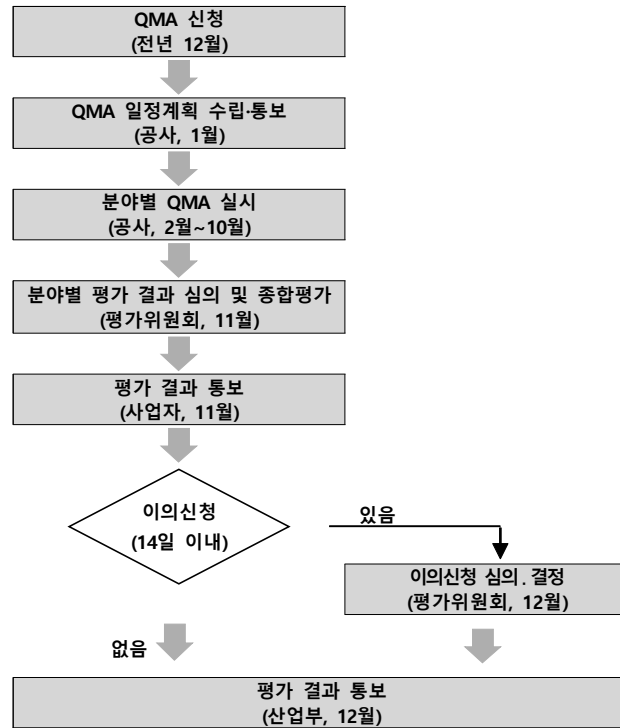 QMA 신청
(전년 12월)
QMA 일정계획 수립·통보
(공사, 1월)
분야별 QMA 실시
(공사, 2월~10월)
분야별 평가 결과 심의 및 종합평가
(평가위원회, 11월)
평가 결과 통보
(사업자, 11월)
이의신청
(14일 이내)
있음
이의신청 심의.결정
(평가위원회, 12월)
없음
평가 결과 통보
(산업부, 12월)